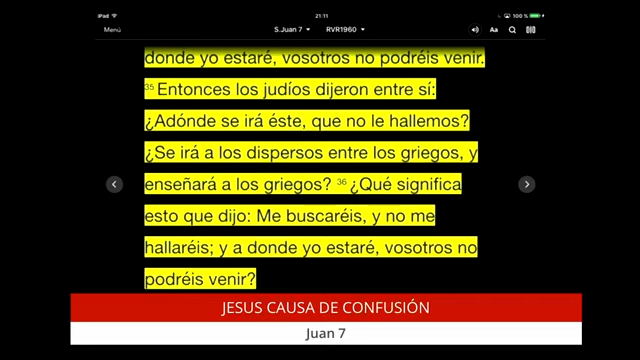 iPad
21:11
100 %
Menú
S.Juan 7
RVR1960
Aa
donde yo estaré, vosotros no podréis venir.
35 Entonces los judíos dijeron entre sí:
¿Adónde se irá éste, que no le hallemos?
¿Se irá a los dispersos entre los griegos, y
enseñará a los griegos? 36 ¿Qué significa
esto que dijo: Me buscaréis, y no me
hallaréis; y a donde yo estaré, vosotros no
podréis venir?
JESUS CAUSA DE CONFUSIÓN
Juan 7